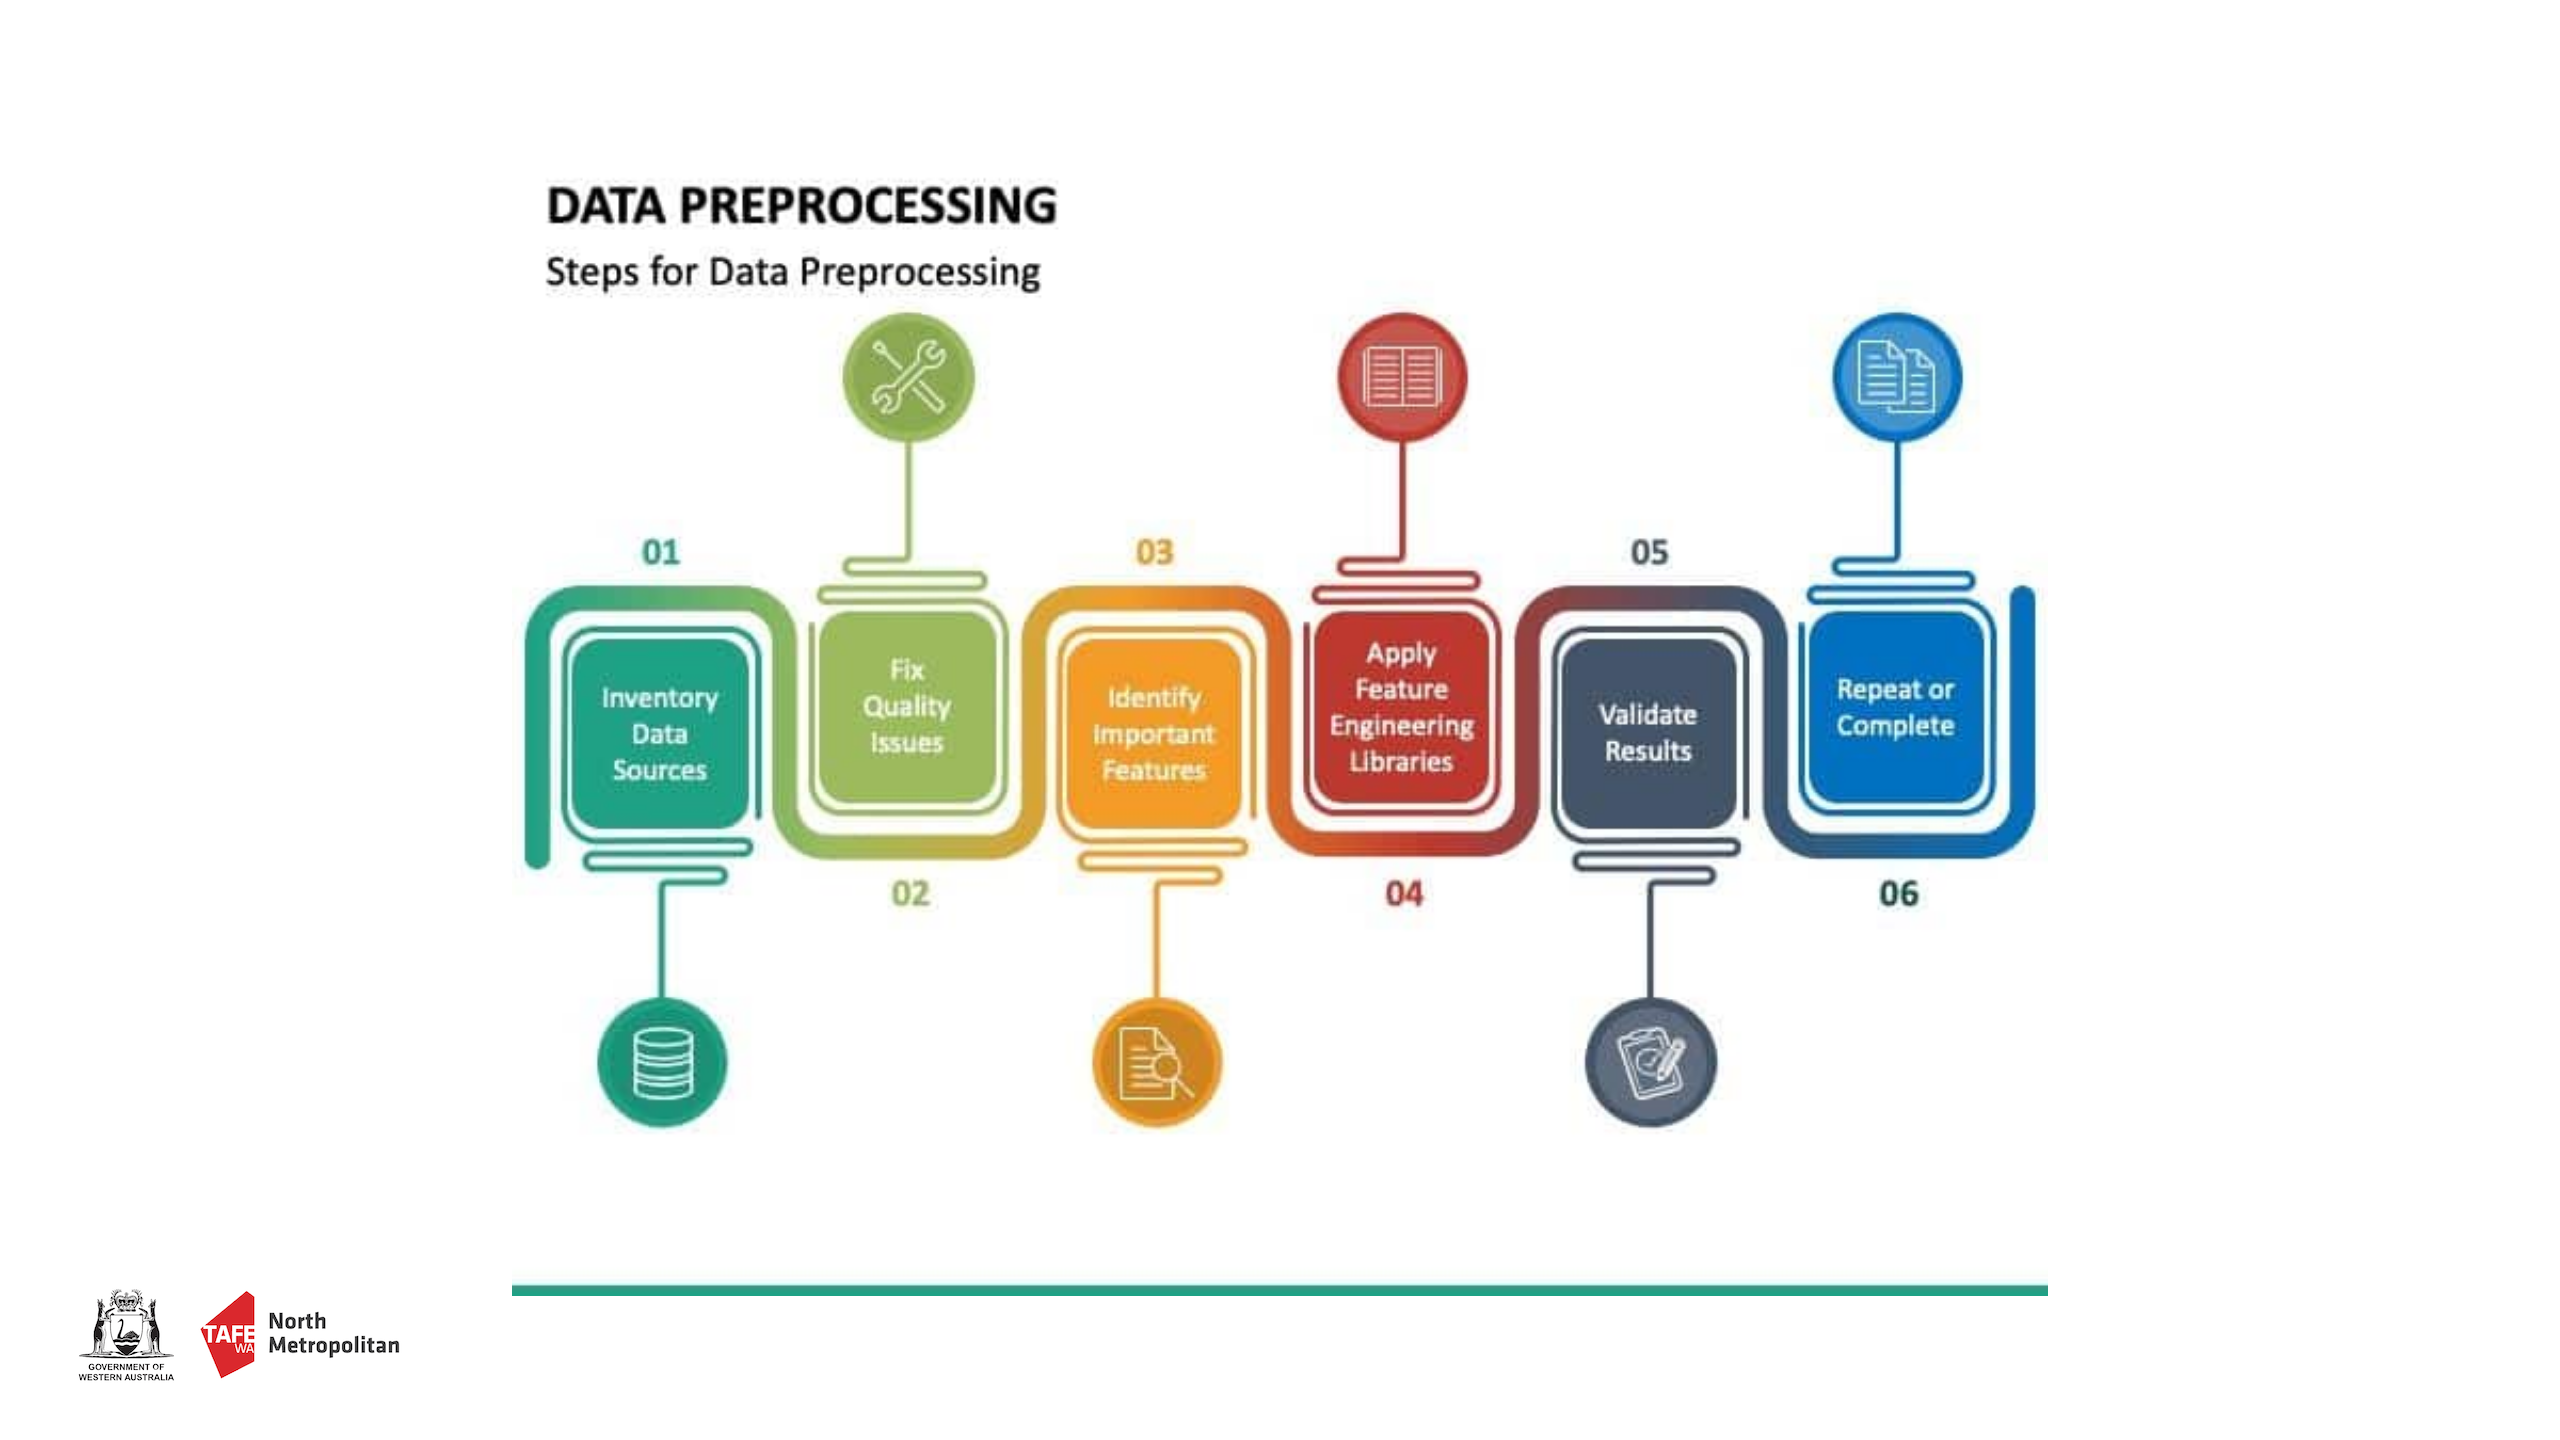 DATA PREPROCESSING
Steps for Data Preprocessing
01
Inventory
Data
Sources
02
Fix
Quality
Issues
03
Identify
Important
Features
04
Apply
Feature
Engineering
Libraries
05
Validate
Results
06
Repeat or
Complete
GOVERNMENT OF
WESTERN AUSTRALIA
TAFE
WA
North
Metropolitan